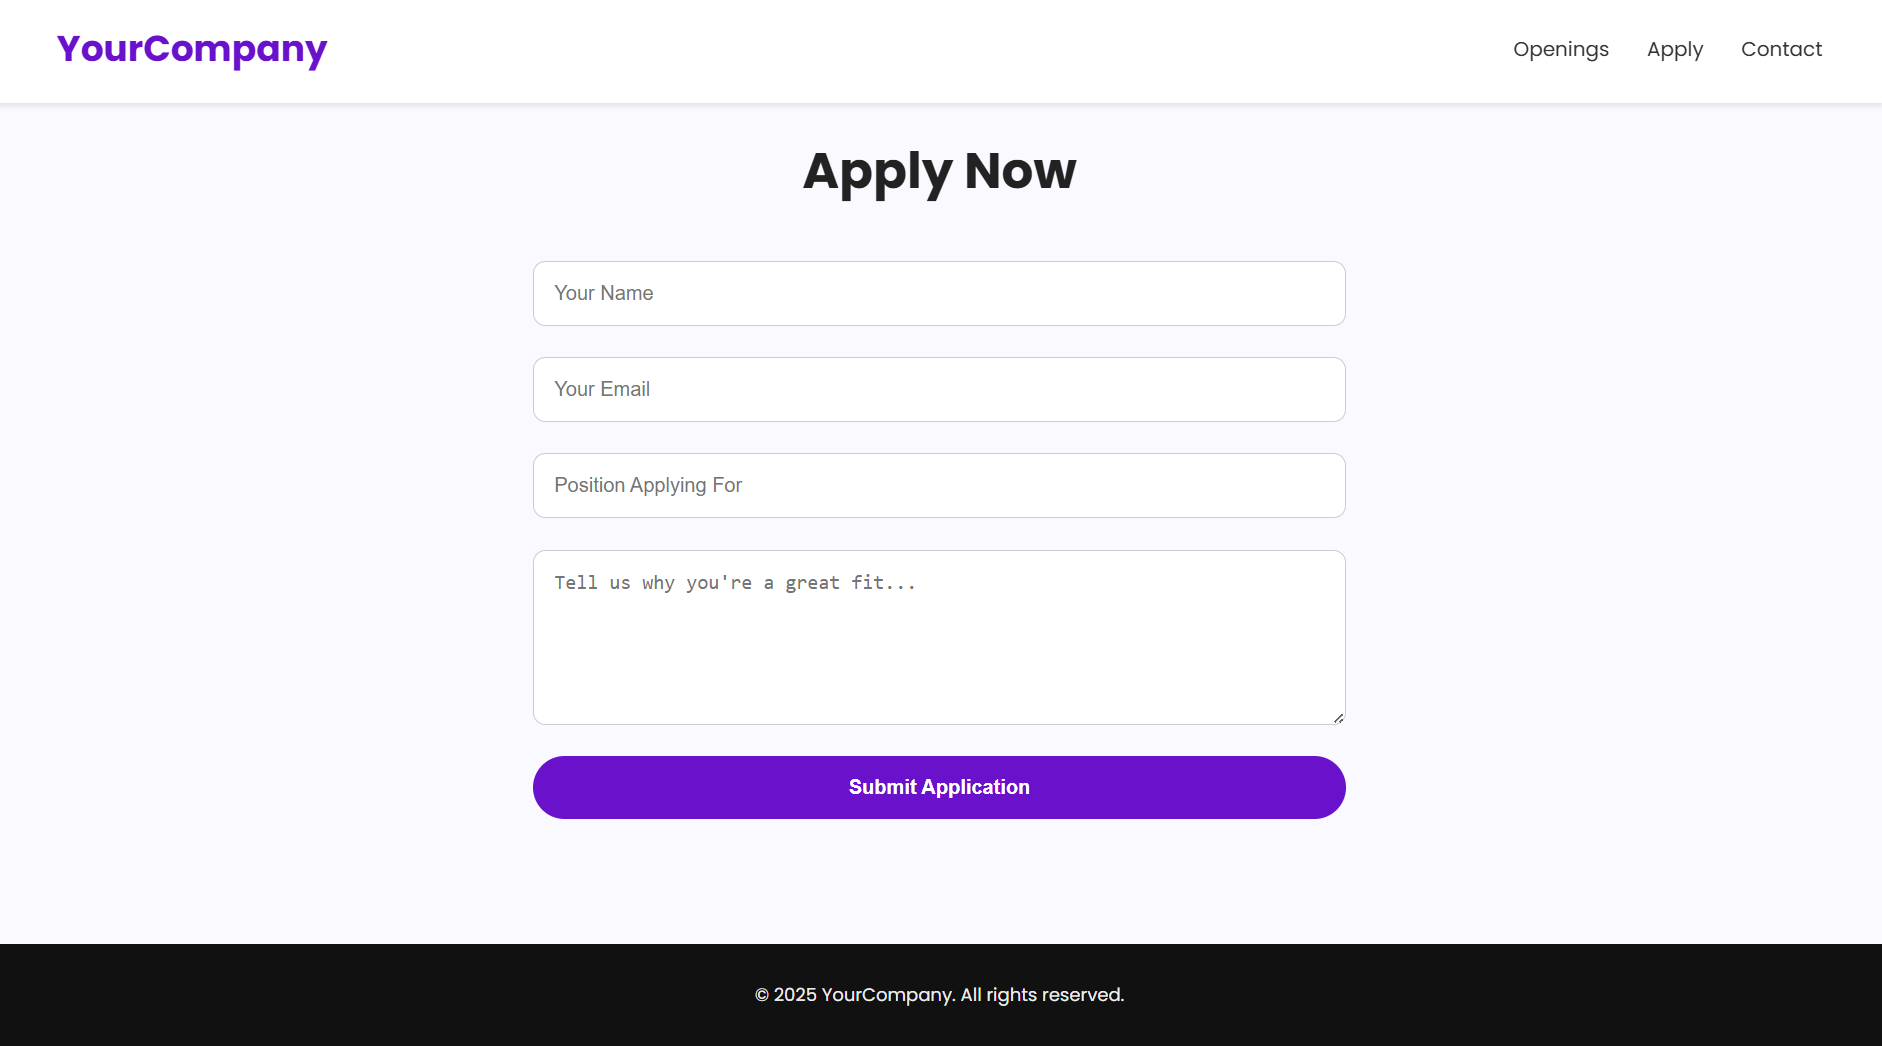 YourCompany
Openings
Apply
Contact
Apply Now
Your Name
Your Email
Position Applying For
Tell us why you're a great fit...
Submit Application
© 2025 YourCompany. All rights reserved.